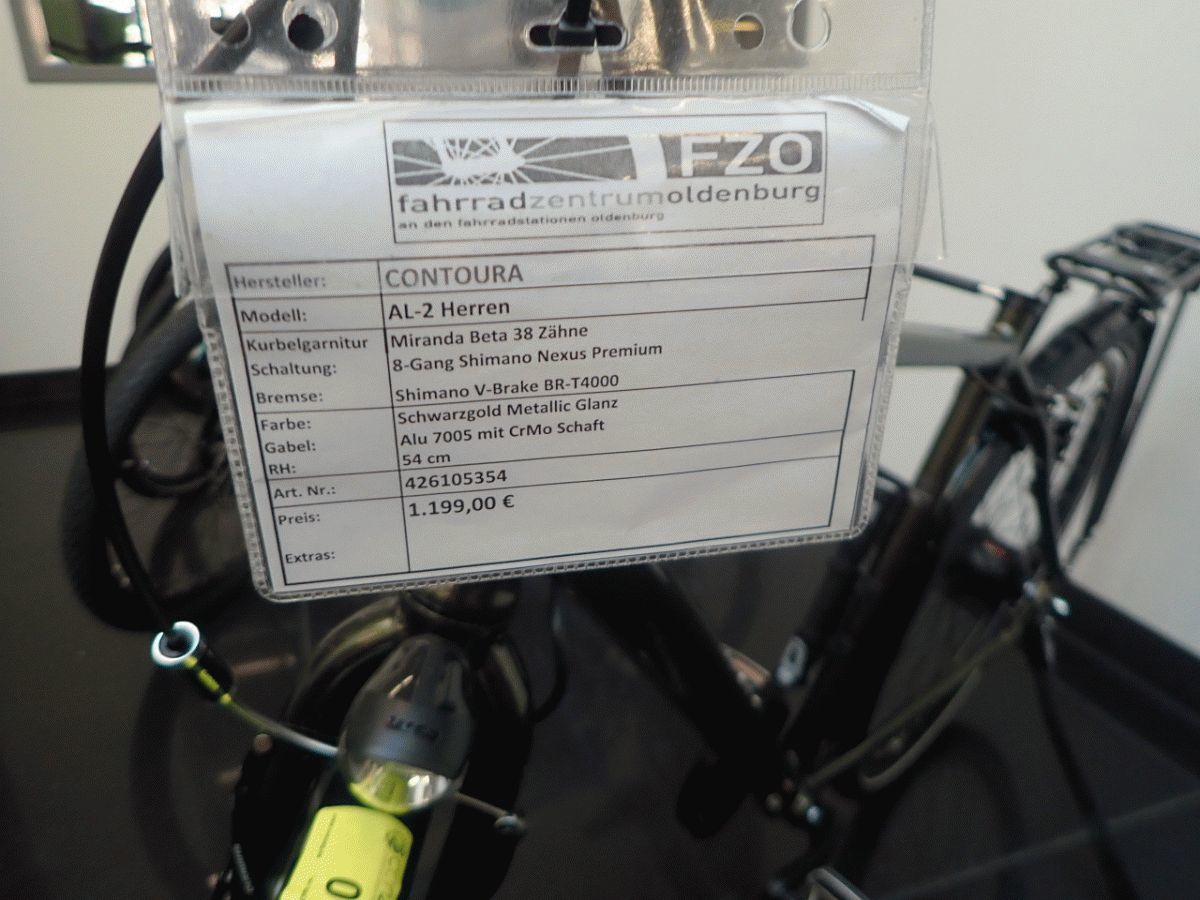 FZO
fahrradzentrumoldenburg
an den fahrradstationen oldenburg
Hersteller: CONTOURA
Modell: AL-2 Herren
Kurbelgarnitur Miranda Beta 38 Zähne
Schaltung: 8-Gang Shimano Nexus Premium
Bremse: Shimano V-Brake BR-T4000
Farbe: Schwarzgold Metallic Glanz
Gabel: Alu 7005 mit CrMo Schaft
RH: 54 cm
Art. Nr.: 426105354
Preis: 1.199,00 €
Extras:
0